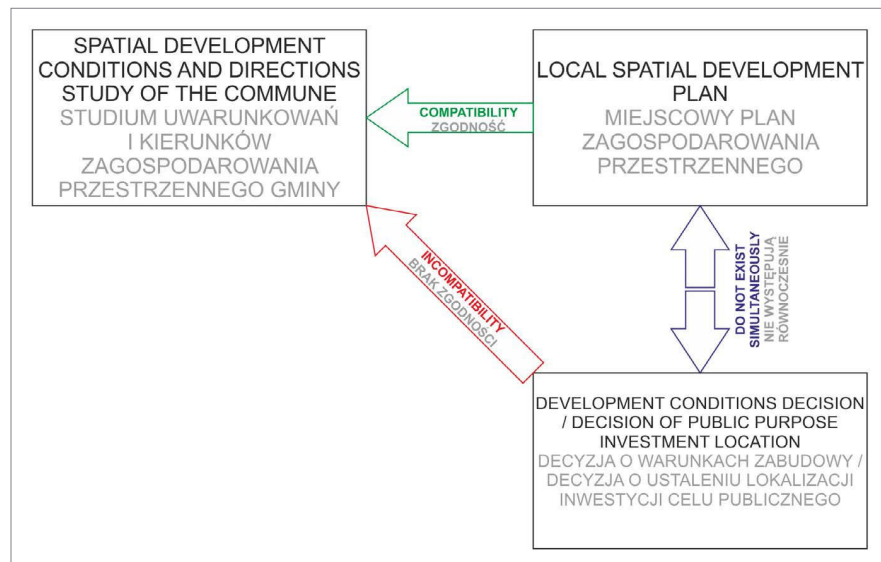 SPATIAL DEVELOPMENT
CONDITIONS AND DIRECTIONS
STUDY OF THE COMMUNE
STUDIUM UWARUNKOWAŃ
I KIERUNKÓW
ZAGOSPODAROWANIA
PRZESTRZENNEGO GMINY
COMPATIBILITY
ZGODNOŚĆ
LOCAL SPATIAL DEVELOPMENT
PLAN
MIEJSCOWY PLAN
ZAGOSPODAROWANIA
PRZESTRZENNEGO
INCOMPATIBILITY
BRAK ZGODNOŚCI
DO NOT EXIST
SIMULTANEOUSLY
NIE WYSTĘPUJĄ
RÓWNOCZEŚNIE
DEVELOPMENT CONDITIONS DECISION
/ DECISION OF PUBLIC PURPOSE
INVESTMENT LOCATION
DECYZJA O WARUNKACH ZABUDOWY /
DECYZJA O USTALENIU LOKALIZACJI
INWESTYCJI CELU PUBLICZNEGO